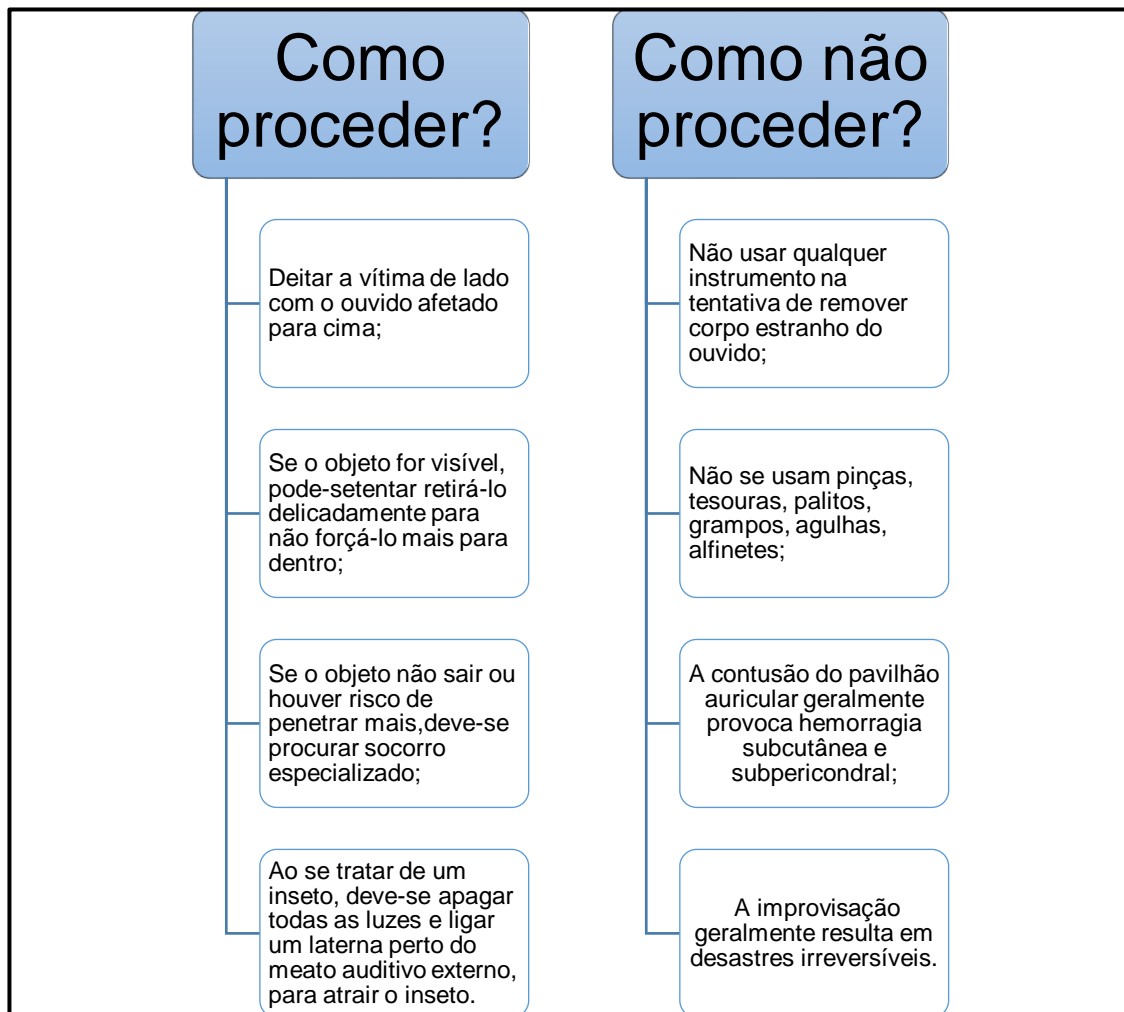 Como
proceder?
Deitar a vítima de lado
com o ouvido afetado
para cima;
Se o objeto for visível,
pode-setentar retirá-lo
delicadamente para
não forçá-lo mais para
dentro;
Se o objeto não sair ou
houver risco de
penetrar mais,deve-se
procurar socorro
especializado;
Ao se tratar de um
inseto, deve-se apagar
todas as luzes e ligar
um laterna perto do
meato auditivo externo,
para atrair o inseto.
Como não
proceder?
Não usar qualquer
instrumento na
tentativa de remover
corpo estranho do
ouvido;
Não se usam pinças,
tesouras, palitos,
grampos, agulhas,
alfinetes;
A contusão do pavilhão
auricular geralmente
provoca hemorragia
subcutânea e
subpericondral;
A improvisação
geralmente resulta em
desastres irreversíveis.